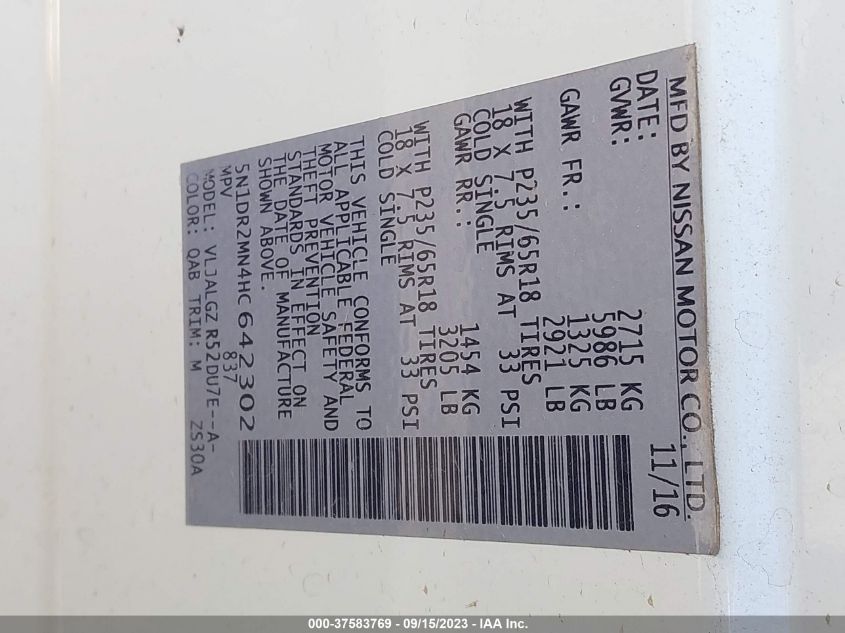 MFD BY NISSAN MOTOR CO., LTD.
DATE: 11/16
GVWR: 2715 KG
5986 LB
GAWR FR.: 1325 KG
2921 LB
WITH P235/65R18 TIRES
18 X 7.5 RIMS AT 33 PSI
COLD SINGLE
GAWR RR.: 1454 KG
3205 LB
WITH P235/65R18 TIRES
18 X 7.5 RIMS AT 33 PSI
COLD SINGLE
THIS VEHICLE CONFORMS TO
ALL APPLICABLE FEDERAL
MOTOR VEHICLE SAFETY AND
THEFT PREVENTION
STANDARDS IN EFFECT ON
THE DATE OF MANUFACTURE
SHOWN ABOVE.
5N1DR2MN4HC642302
MPV 837
MODEL: VLJALGZ R52DU7E--A-
COLOR: QAB TRIM: M ZS30A
000-37583769 - 09/15/2023 - IAA Inc.